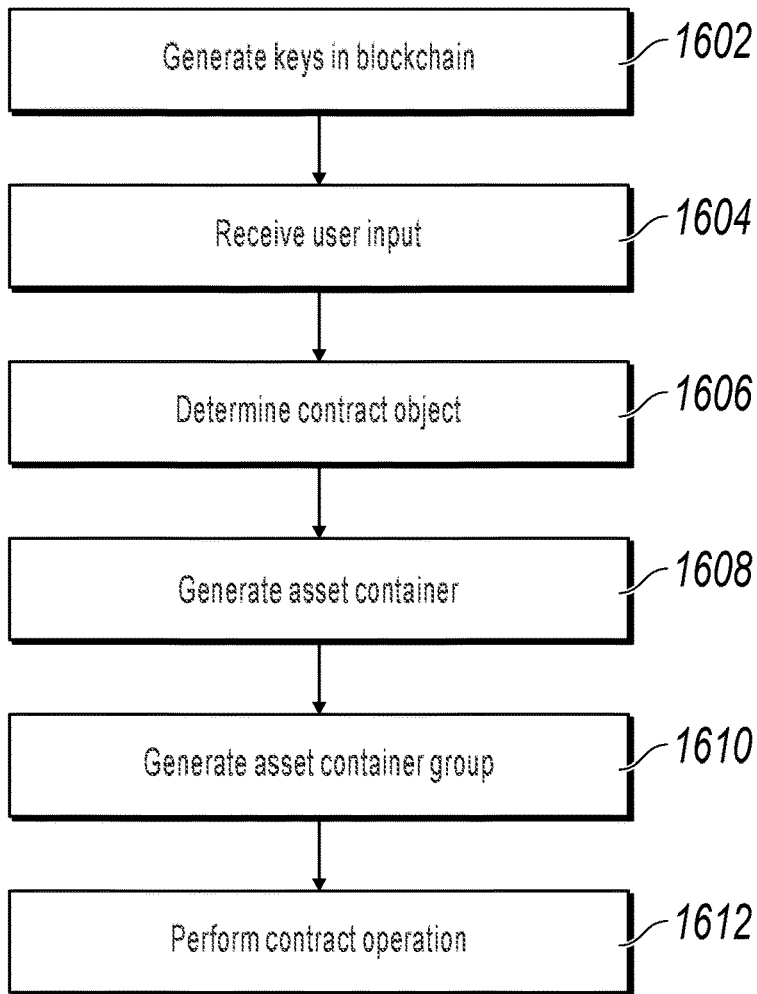 Generate keys in blockchain
1602
Receive user input
1604
Determine contract object
1606
Generate asset container
1608
Generate asset container group
1610
Perform contract operation
1612